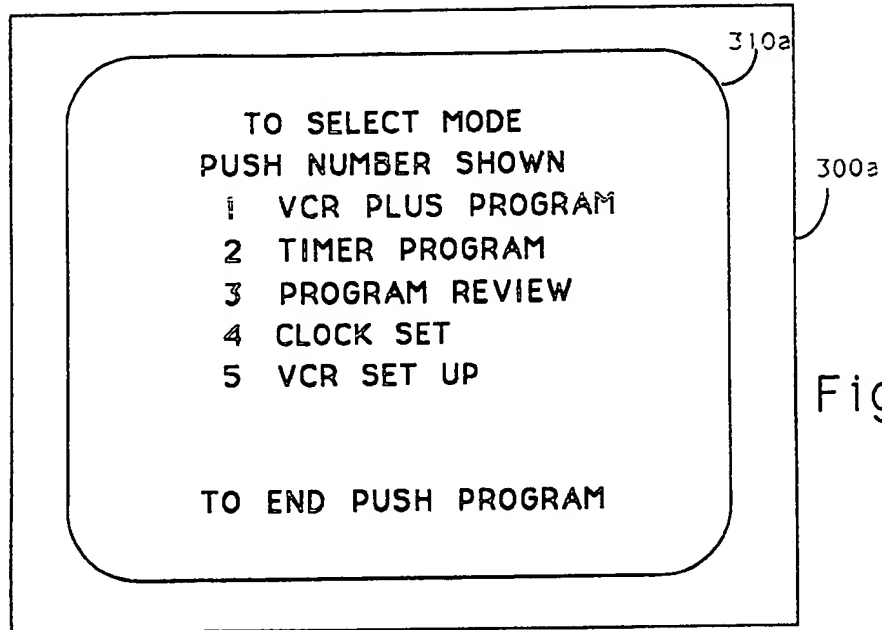 310a
TO SELECT MODE
PUSH NUMBER SHOWN
300a
1 VCR PLUS PROGRAM
2 TIMER PROGRAM
3 PROGRAM REVIEW
4 CLOCK SET
5 VCR SET UP
Fig
TO END PUSH PROGRAM